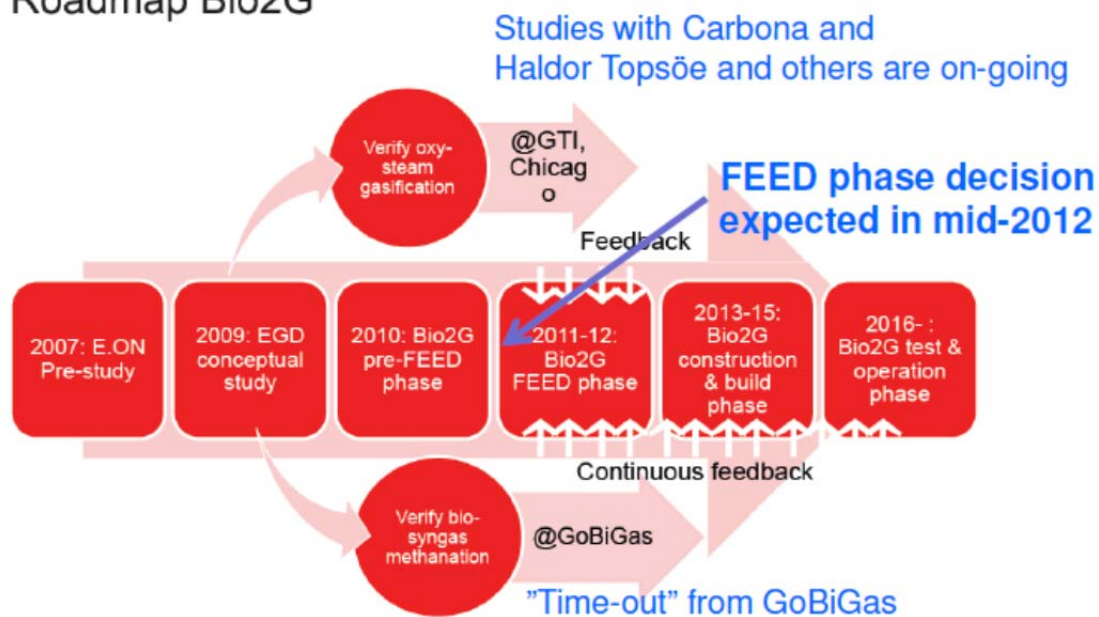 Roadmap Bio2G
Studies with Carbona and
Haldor Topsöe and others are on-going
Verify oxy-
steam
gasification
@GTI,
Chicag
o
FEED phase decision
expected in mid-2012
Feedback
2007: E.ON
Pre-study
2009: EGD
conceptual
study
2010: Bio2G
pre-FEED
phase
2011-12:
Bio2G
FEED phase
2013-15:
Bio2G
construction
& build
phase
2016- :
Bio2G test &
operation
phase
Continuous feedback
Verify bio-
syngas
methanation
@GoBiGas
"Time-out" from GoBiGas